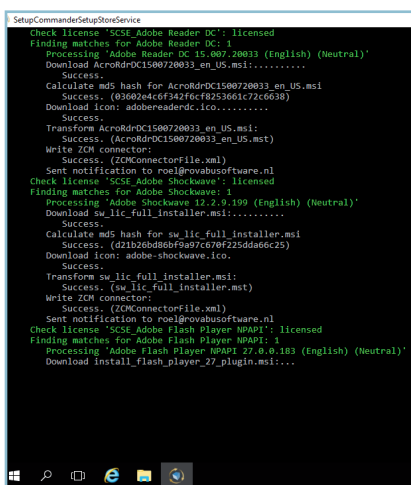 SetupCommanderSetupStoreService
Check license 'SCSE_Adobe Reader DC': licensed
Finding matches for Adobe Reader DC: 1
Processing 'Adobe Reader DC 15.007.20033 (English) (Neutral)'
Download AcroRdrDC1500720033_en_US.msi:..........
Success.
Calculate md5 hash for AcroRdrDC1500720033_en_US.msi
Success. (03602e4c6f342f6cf8253661c72c6638)
Download icon: adobereaderdc.ico..........
Success.
Transform AcroRdrDC1500720033_en_US.msi:
Success. (AcroRdrDC1500720033_en_US.mst)
Write ZCM connector:
Success. (ZCMConnectorFile.xml)
Sent notification to roel@rovabusoftware.nl
Check license 'SCSE_Adobe Shockwave': licensed
Finding matches for Adobe Shockwave: 1
Processing 'Adobe Shockwave 12.2.9.199 (English) (Neutral)'
Download sw_lic_full_installer.msi:..........
Success.
Calculate md5 hash for sw_lic_full_installer.msi
Success. (d21b26bd86bf9a97c670f225dda66c25)
Download icon: adobe-shockwave.ico.
Success.
Transform sw_lic_full_installer.msi:
Success. (sw_lic_full_installer.mst)
Write ZCM connector:
Success. (ZCMConnectorFile.xml)
Sent notification to roel@rovabusoftware.nl
Check license 'SCSE_Adobe Flash Player NPAPI': licensed
Finding matches for Adobe Flash Player NPAPI: 1
Processing 'Adobe Flash Player NPAPI 27.0.0.183 (English) (Neutral)'
Download install_flash_player_27_plugin.msi:...